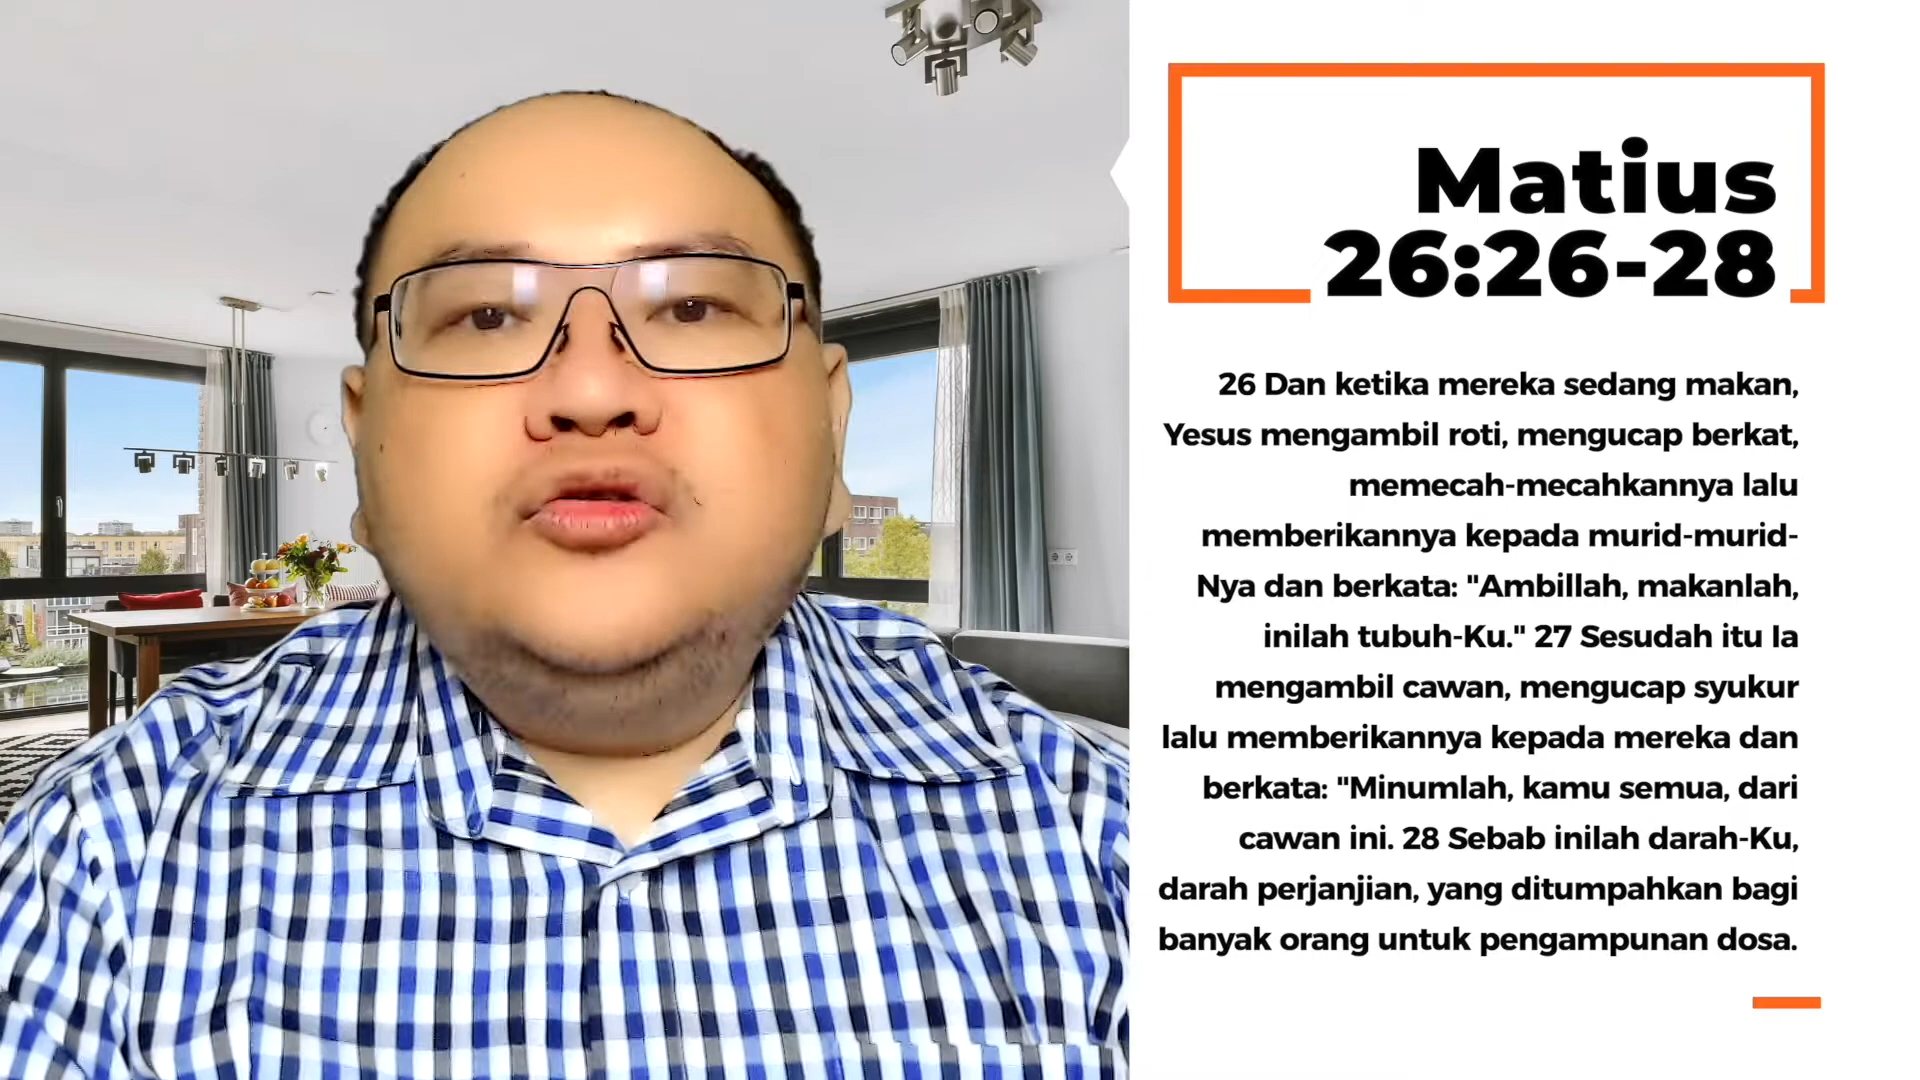 Matius
26:26-28
26 Dan ketika mereka sedang makan,
Yesus mengambil roti, mengucap berkat,
memecah-mecahkannya lalu
memberikannya kepada murid-murid-
Nya dan berkata: "Ambillah, makanlah,
inilah tubuh-Ku." 27 Sesudah itu Ia
mengambil cawan, mengucap syukur
lalu memberikannya kepada mereka dan
berkata: "Minumlah, kamu semua, dari
cawan ini. 28 Sebab inilah darah-Ku,
darah perjanjian, yang ditumpahkan bagi
banyak orang untuk pengampunan dosa.